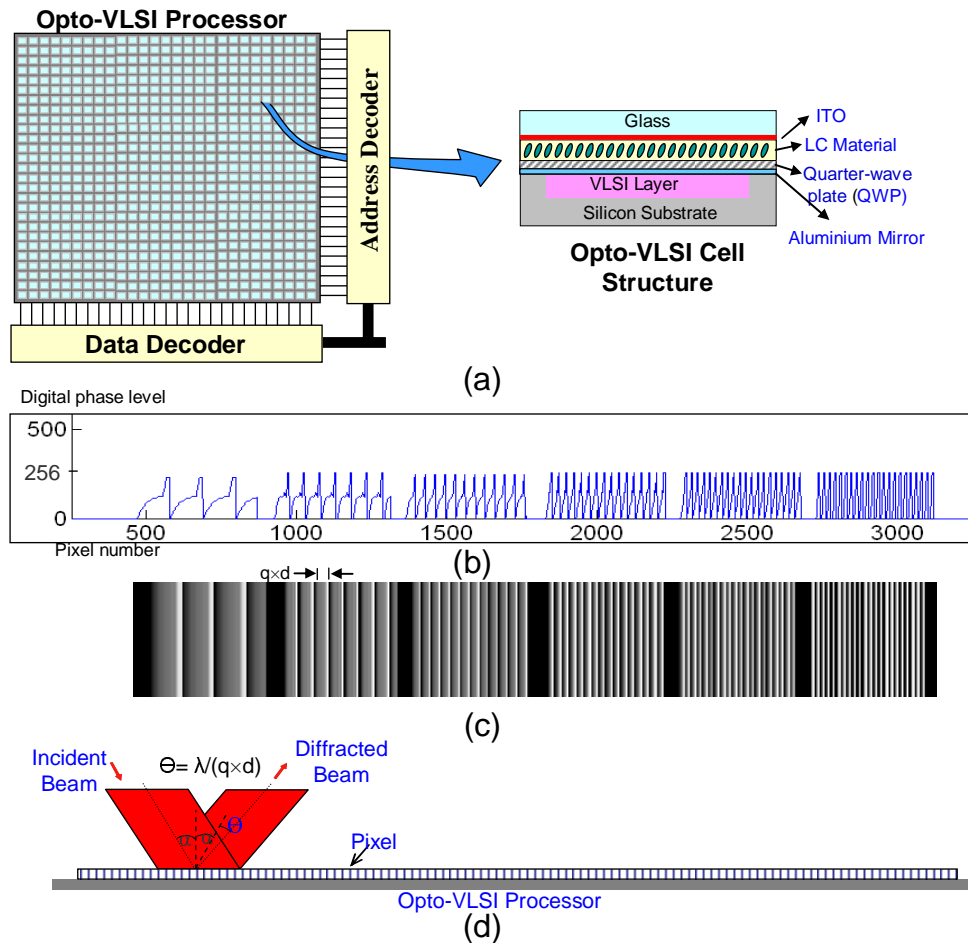 Opto-VLSI Processor
Address Decoder
Data Decoder
Glass
VLSI Layer
Silicon Substrate
ITO
LC Material
Quarter-wave
plate (QWP)
Aluminium Mirror
Opto-VLSI Cell
Structure
(a)
Digital phase level
500
256
0
500 1000 1500 2000 2500 3000
Pixel number
(b)
q×d
(c)
Incident
Beam
Θ= λ/(q×d)
Diffracted
Beam
α α Θ
Pixel
Opto-VLSI Processor
(d)